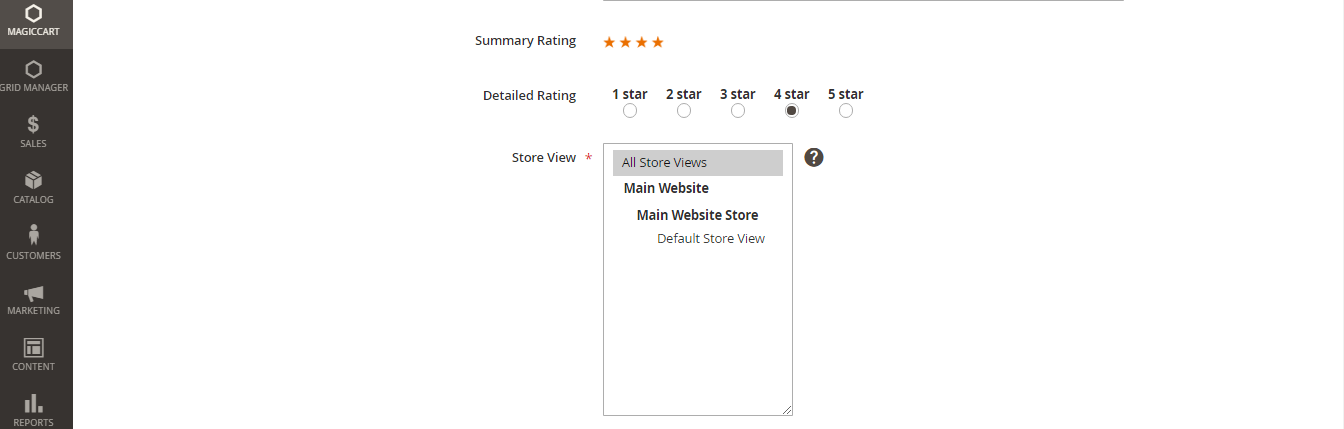 MAGICCART
GRID MANAGER
SALES
CATALOG
CUSTOMERS
MARKETING
CONTENT
REPORTS
Summary Rating
Detailed Rating
1 star 2 star 3 star 4 star 5 star
Store View *
All Store Views
Main Website
Main Website Store
Default Store View